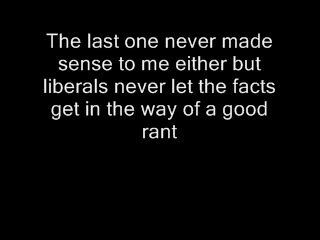 The last one never made
sense to me either but
liberals never let the facts
get in the way of a good
rant